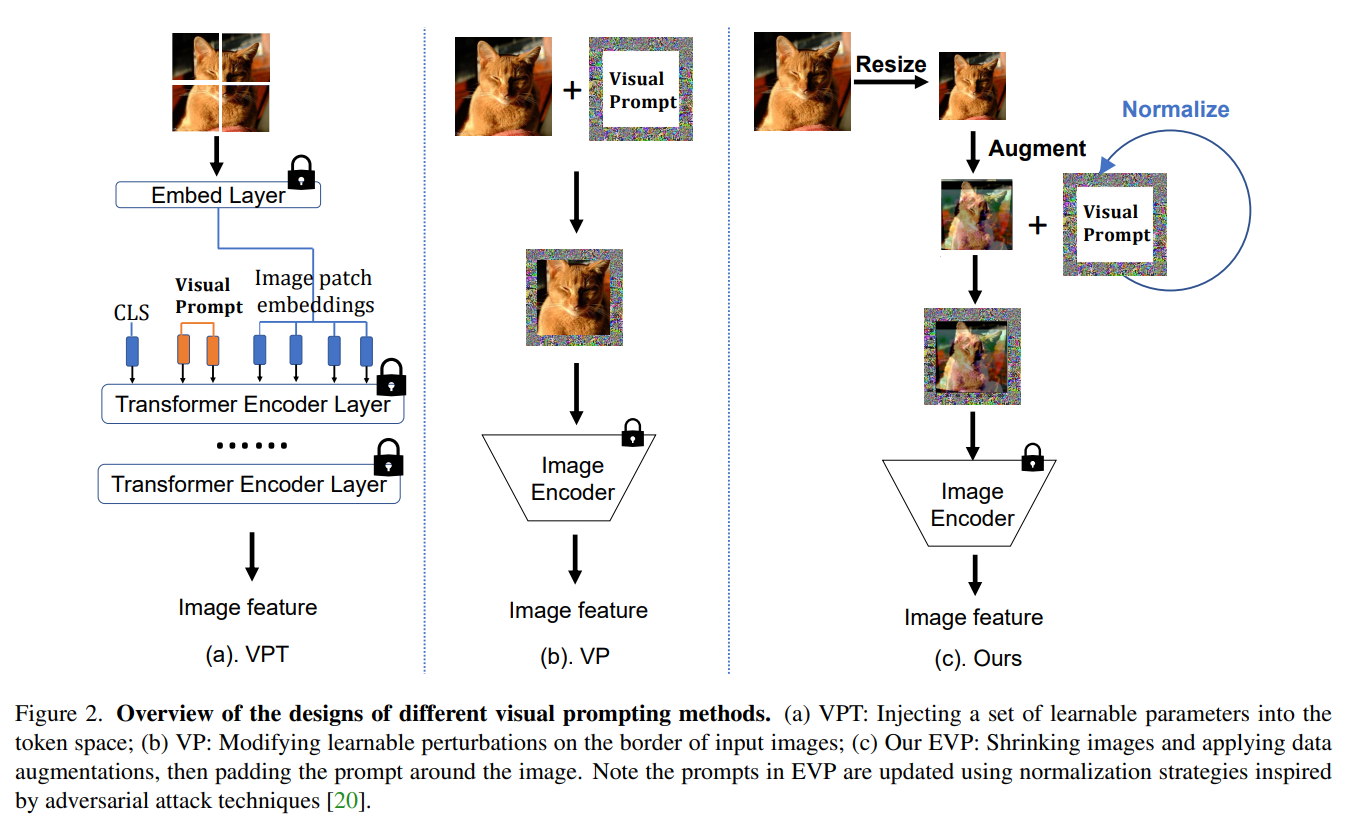 Embed Layer
CLS
Visual
Prompt
Image patch
embeddings
Transformer Encoder Layer
......
Transformer Encoder Layer
Image feature
(a). VPT
+
Visual
Prompt
Image
Encoder
Image feature
(b). VP
Resize
Augment
Normalize
+
Visual
Prompt
Image
Encoder
Image feature
(c). Ours
Figure 2. Overview of the designs of different visual prompting methods. (a) VPT: Injecting a set of learnable parameters into the
token space; (b) VP: Modifying learnable perturbations on the border of input images; (c) Our EVP: Shrinking images and applying data
augmentations, then padding the prompt around the image. Note the prompts in EVP are updated using normalization strategies inspired
by adversarial attack techniques [20].